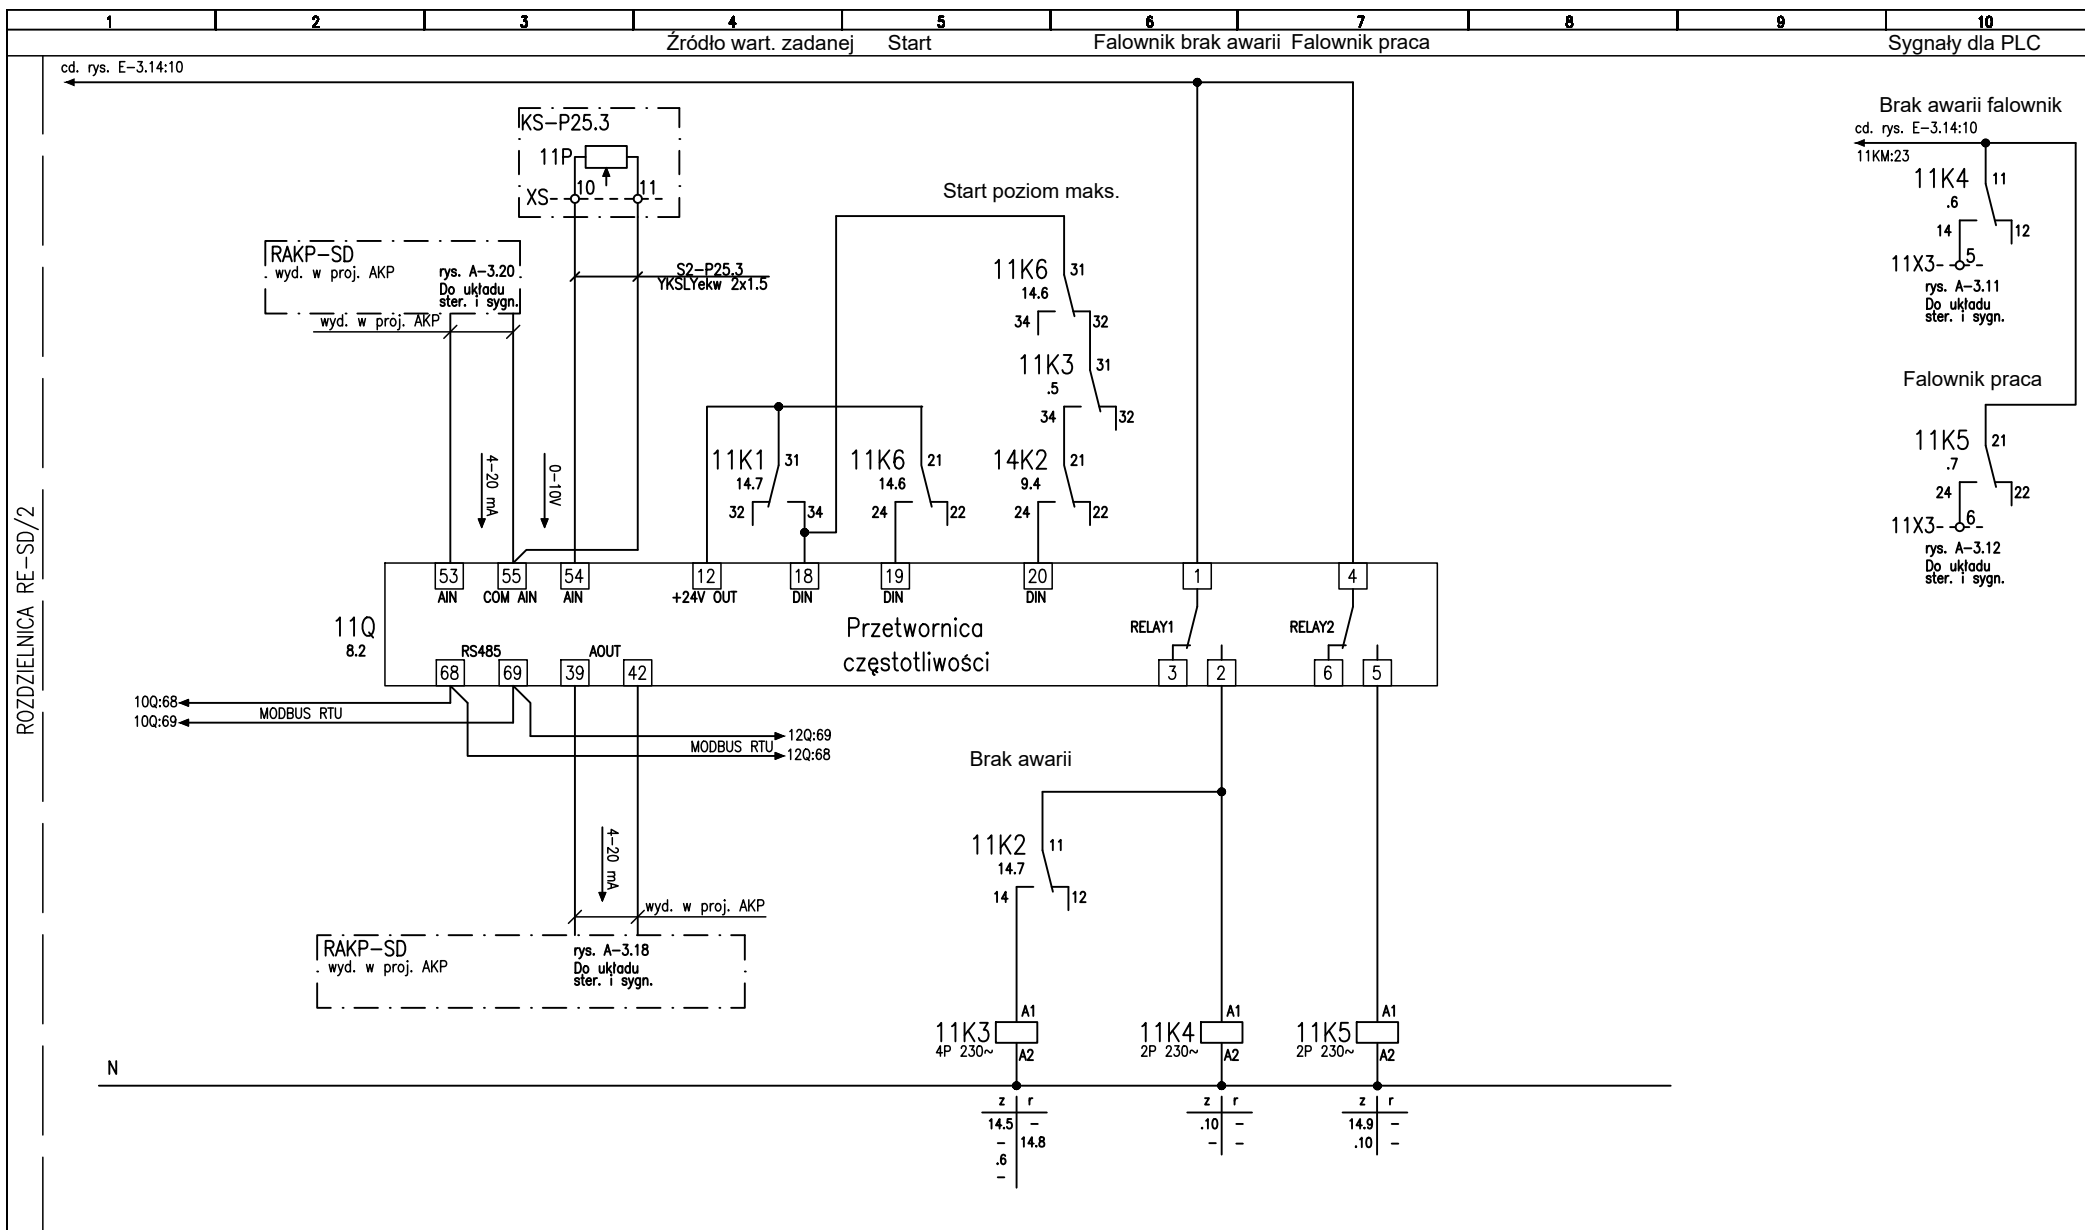 1 2 3 4 5 6 7 8 9 10
Źródło wart. zadanej Start Falownik brak awarii Falownik praca Sygnały dla PLC
cd. rys. E-3.14:10
KS-P25.3
11P
XS 10 11
S2-P25.3
YKSLYekw 2x1.5
RAKP-SD
wyd. w proj. AKP
rys. A-3.20
Do układu
ster. i sygn.
wyd. w proj. AKP
4-20 mA
0-10V
Start poziom maks.
11K6 31
14.6
34 32
11K3 31
.5
34 32
11K1 31
14.7
32 34
11K6 21
14.6
24 22
14K2 21
9.4
24 22
Brak awarii falownik
cd. rys. E-3.14:10
11KM:23
11K4 11
.6
14 12
11X3 5
rys. A-3.11
Do układu
ster. i sygn.
Falownik praca
11K5 21
.7
24 22
11X3 6
rys. A-3.12
Do układu
ster. i sygn.
ROZDZIELNICA RE-SD/2
53 55 54 12 18 19 20 1 4
AIN COM AIN AIN +24V OUT DIN DIN DIN
11Q
8.2
Przetwornica
częstotliwości
RELAY1 RELAY2
RS485 AOUT
68 69 39 42 3 2 6 5
10Q:68
10Q:69
MODBUS RTU
12Q:69
MODBUS RTU
12Q:68
4-20 mA
wyd. w proj. AKP
RAKP-SD
wyd. w proj. AKP
rys. A-3.18
Do układu
ster. i sygn.
Brak awarii
11K2 11
14.7
14 12
11K3 A1
4P 230~ A2
11K4 A1
2P 230~ A2
11K5 A1
2P 230~ A2
N
z r
14.5 -
- 14.8
.6
-
z r
.10 -
- -
z r
14.9 -
.10 -